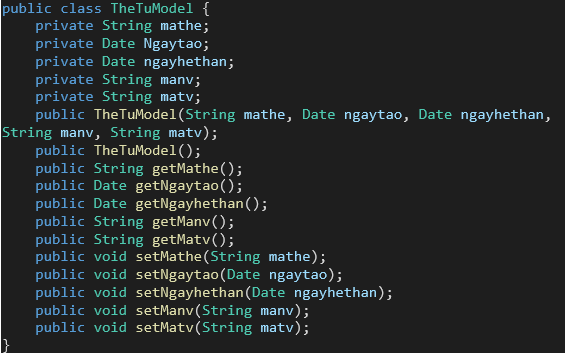 public class TheTuModel {
    private String mathe;
    private Date Ngaytao;
    private Date ngayhethan;
    private String manv;
    private String matv;
    public TheTuModel(String mathe, Date ngaytao, Date ngayhethan,
String manv, String matv);
    public TheTuModel();
    public String getMathe();
    public Date getNgaytao();
    public Date getNgayhethan();
    public String getManv();
    public String getMatv();
    public void setMathe(String mathe);
    public void setNgaytao(Date ngaytao);
    public void setNgayhethan(Date ngayhethan);
    public void setManv(String manv);
    public void setMatv(String matv);
}